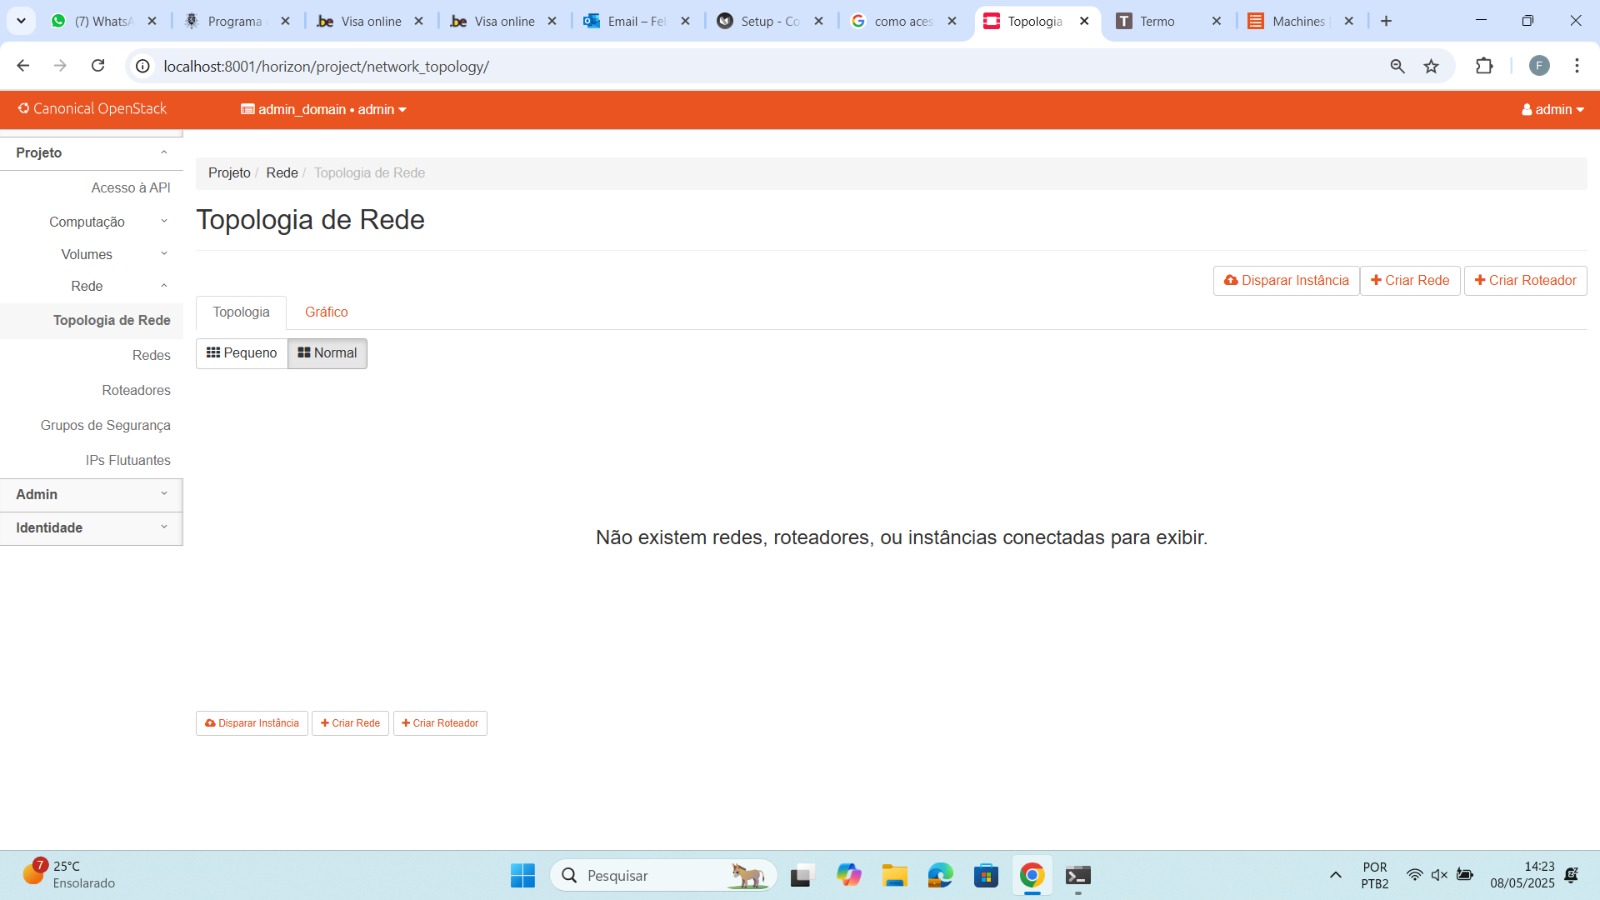 (7) WhatsA
Programa
Visa online
Visa online
Email – Fel
Setup - Co
como aces
Topologia
Termo
Machines
localhost:8001/horizon/project/network_topology/
F
Canonical OpenStack
admin_domain • admin
admin
Projeto
Acesso à API
Computação
Volumes
Rede
Topologia de Rede
Redes
Roteadores
Grupos de Segurança
IPs Flutuantes
Admin
Identidade
Projeto / Rede / Topologia de Rede
Topologia de Rede
Disparar Instância
+ Criar Rede
+ Criar Roteador
Topologia
Gráfico
Pequeno
Normal
Não existem redes, roteadores, ou instâncias conectadas para exibir.
Disparar Instância
+ Criar Rede
+ Criar Roteador
7
25°C
Ensolarado
Pesquisar
POR
PTB2
14:23
08/05/2025